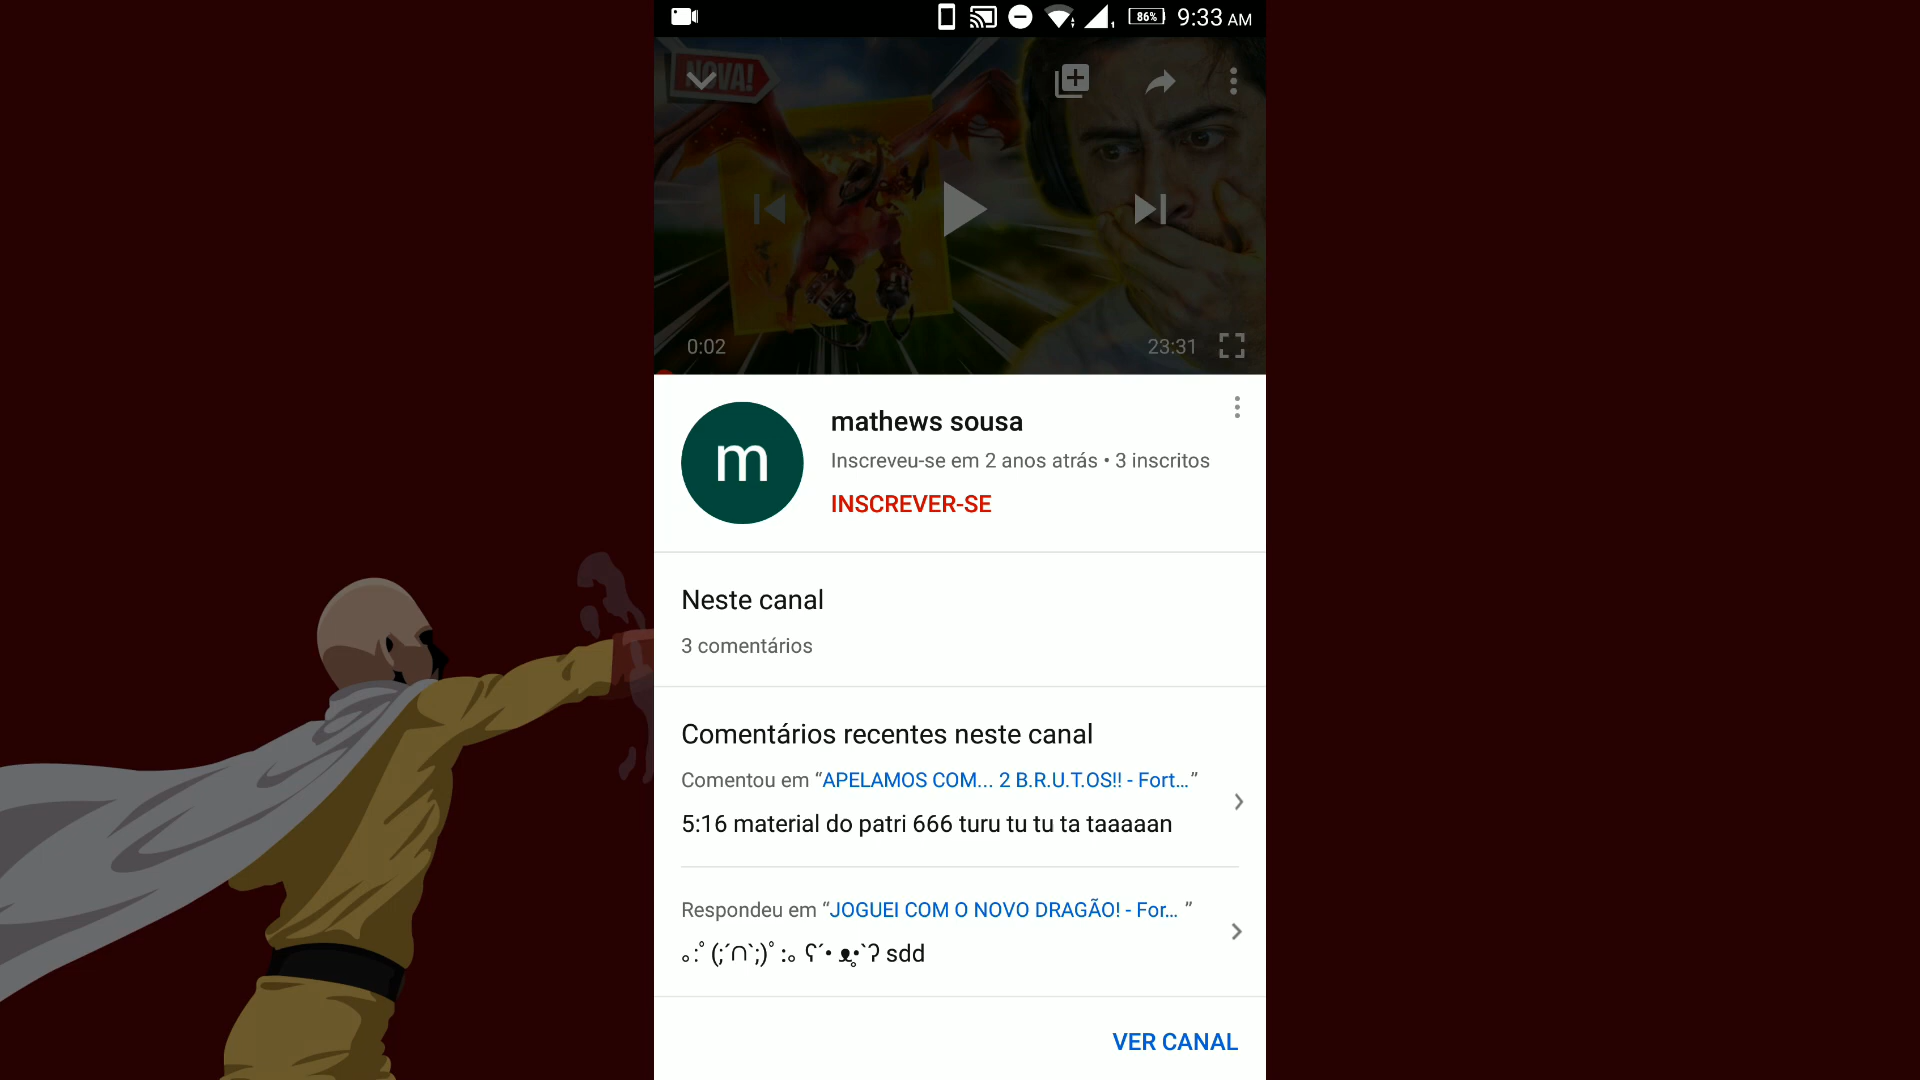 86% 9:33 AM
NOVA!
0:02
23:31
m
mathews sousa
Inscreveu-se em 2 anos atrás • 3 inscritos
INSCREVER-SE
Neste canal
3 comentários
Comentários recentes neste canal
Comentou em “APELAMOS COM... 2 B.R.U.T.OS!! - Fort...”
5:16 material do patri 666 turu tu tu ta taaaaan
Respondeu em “JOGUEI COM O NOVO DRAGÃO! - For... ”
｡:ﾟ(;´∩`;)ﾟ:｡ ʕ´• ᴥ•̥`ʔ sdd
VER CANAL